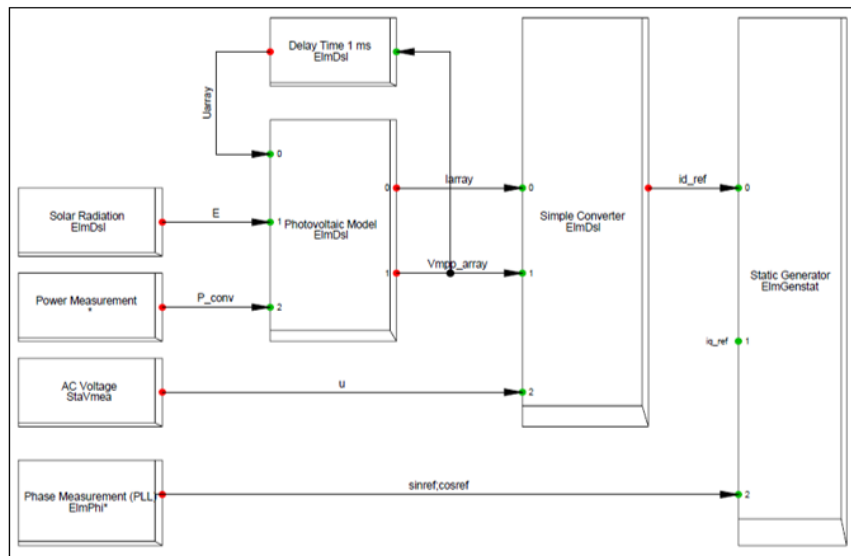 Delay Time 1 ms
ElmDsl
Uarray
0
0
Iarray
0
id_ref
0
Solar Radiation
ElmDsl
E
1
Photovoltaic Model
ElmDsl
Simple Converter
ElmDsl
1
Vmpp_array
1
Static Generator
ElmGenstat
Power Measurement
*
P_conv
2
iq_ref
1
AC Voltage
StaVmea
u
2
Phase Measurement (PLL)
ElmPhi*
sinref;cosref
2